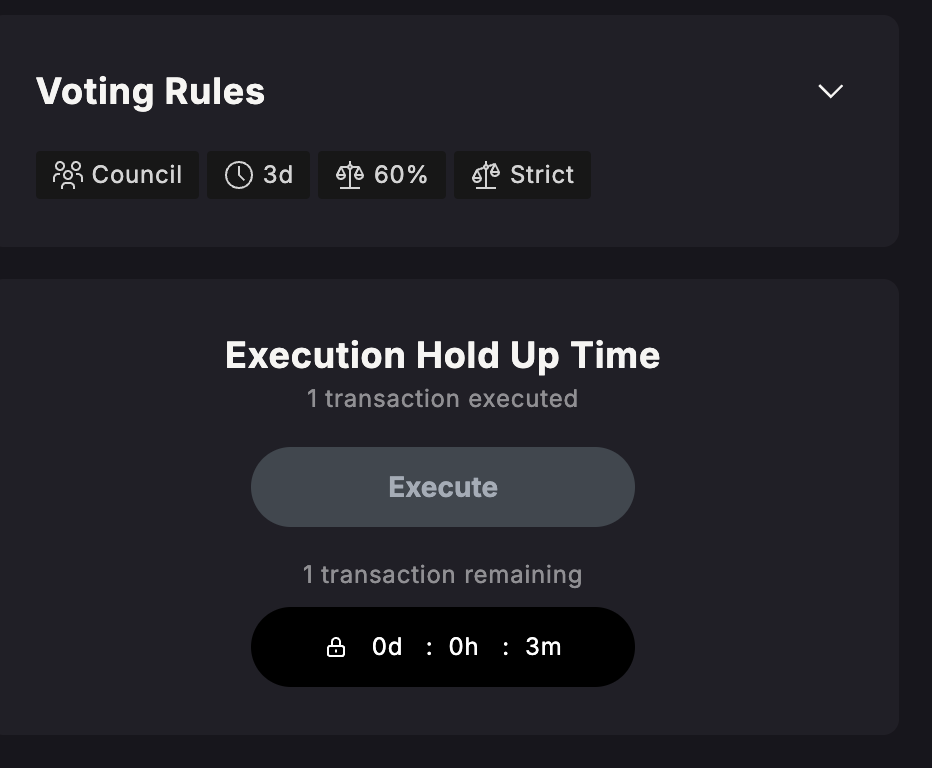 Voting Rules
Council 3d 60% Strict
Execution Hold Up Time
1 transaction executed
Execute
1 transaction remaining
0d : 0h : 3m